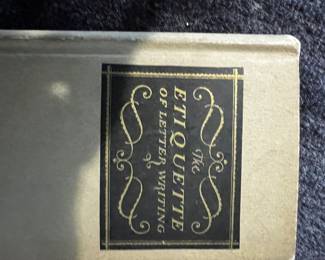 The
ETIQUETTE
OF LETTER WRITING